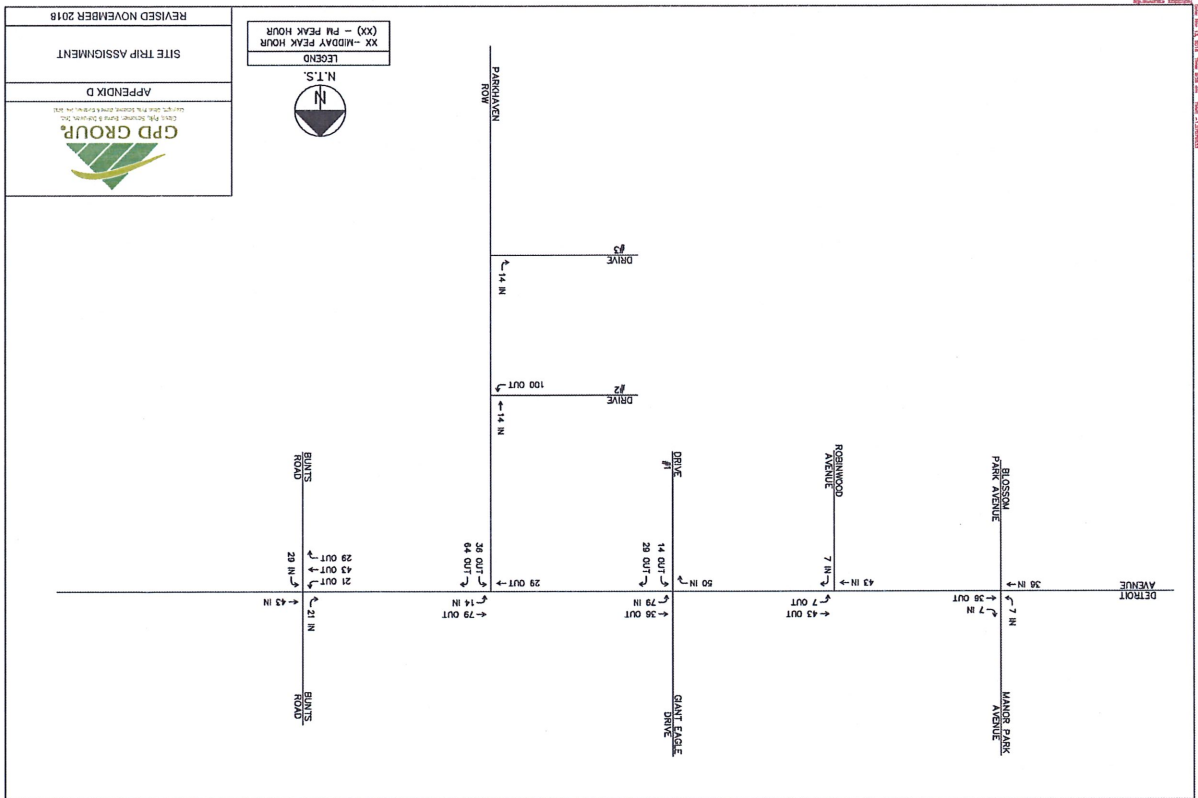 MANOR PARK
AVENUE
GIANT EAGLE
DRIVE
BUNTS
ROAD
7 IN
7 IN
36 OUT
43 OUT
7 OUT
36 OUT
79 IN
79 OUT
14 IN
21 IN
43 IN
DETROIT
AVENUE
36 IN
43 IN
7 IN
50 IN
14 OUT
29 OUT
29 OUT
36 OUT
64 OUT
29 IN
21 OUT
43 OUT
29 OUT
BLOSSOM
PARK AVENUE
ROBINWOOD
AVENUE
DRIVE
#1
BUNTS
ROAD
14 IN
DRIVE
#2
100 OUT
14 IN
DRIVE
#3
PARKHAVEN
ROW
N
N.T.S.
LEGEND
XX -MIDDAY PEAK HOUR
(XX) - PM PEAK HOUR
GPD GROUP®
APPENDIX D
SITE TRIP ASSIGNMENT
REVISED NOVEMBER 2018